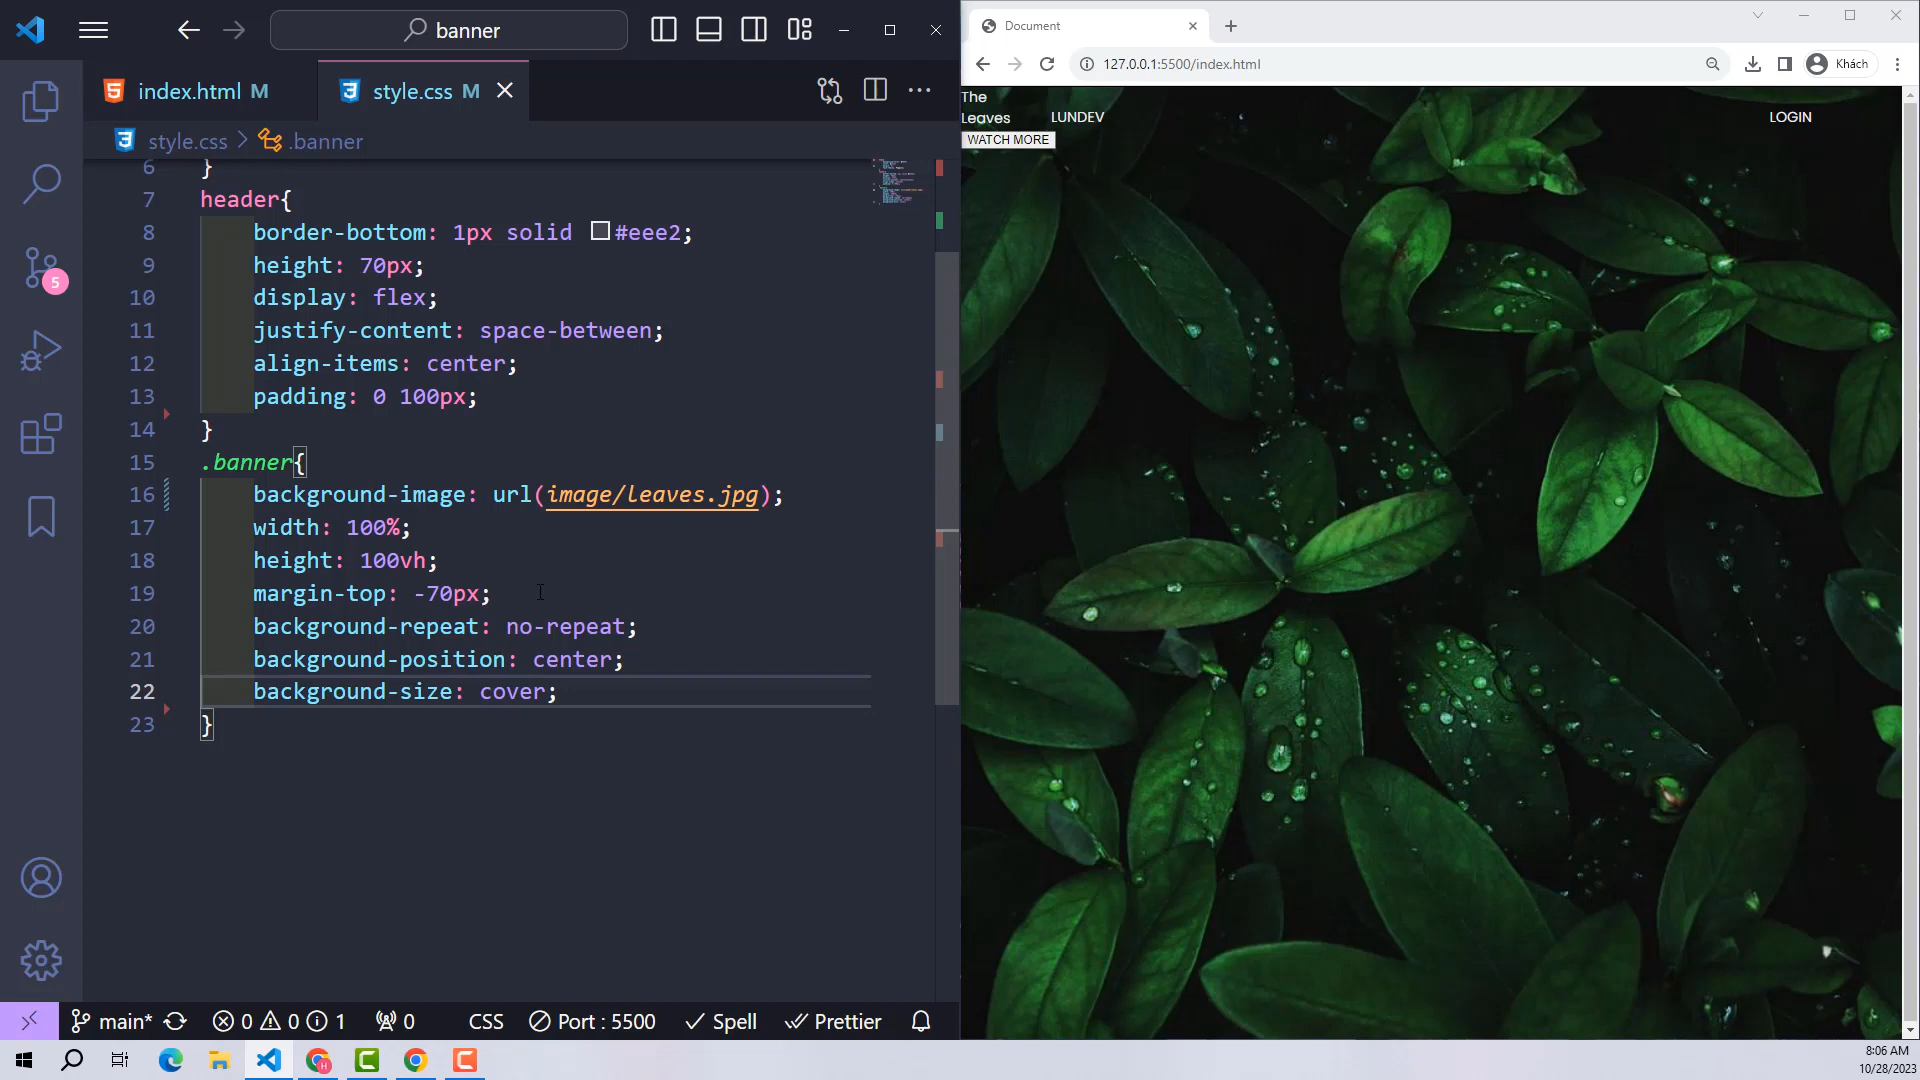 banner
index.html M
style.css M
style.css > .banner
6 }
7 header{
8 border-bottom: 1px solid #eee2;
9 height: 70px;
10 display: flex;
11 justify-content: space-between;
12 align-items: center;
13 padding: 0 100px;
14 }
15 .banner{
16 background-image: url(image/leaves.jpg);
17 width: 100%;
18 height: 100vh;
19 margin-top: -70px;
20 background-repeat: no-repeat;
21 background-position: center;
22 background-size: cover;
23 }
5
main* 0 0 1 0 CSS Port : 5500 Spell Prettier
Document
127.0.0.1:5500/index.html
Khách
The
Leaves LUNDEV LOGIN
WATCH MORE
8:06 AM
10/28/2023